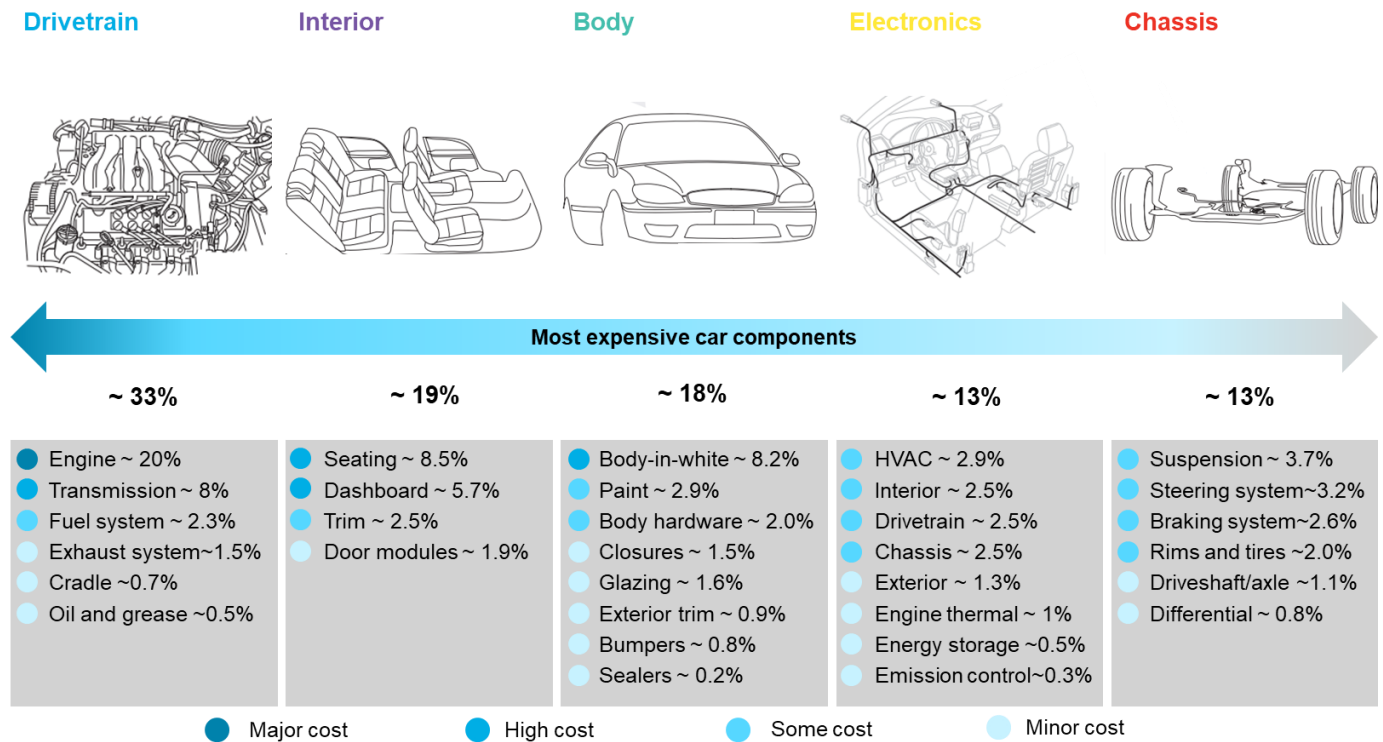 Drivetrain
Interior
Body
Electronics
Chassis
Most expensive car components
~ 33%
~ 19%
~ 18%
~ 13%
~ 13%
Engine ~ 20%
Transmission ~ 8%
Fuel system ~ 2.3%
Exhaust system~1.5%
Cradle ~0.7%
Oil and grease ~0.5%
Seating ~ 8.5%
Dashboard ~ 5.7%
Trim ~ 2.5%
Door modules ~ 1.9%
Body-in-white ~ 8.2%
Paint ~ 2.9%
Body hardware ~ 2.0%
Closures ~ 1.5%
Glazing ~ 1.6%
Exterior trim ~ 0.9%
Bumpers ~ 0.8%
Sealers ~ 0.2%
HVAC ~ 2.9%
Interior ~ 2.5%
Drivetrain ~ 2.5%
Chassis ~ 2.5%
Exterior ~ 1.3%
Engine thermal ~ 1%
Energy storage ~0.5%
Emission control~0.3%
Suspension ~ 3.7%
Steering system~3.2%
Braking system~2.6%
Rims and tires ~2.0%
Driveshaft/axle ~1.1%
Differential ~ 0.8%
Major cost
High cost
Some cost
Minor cost